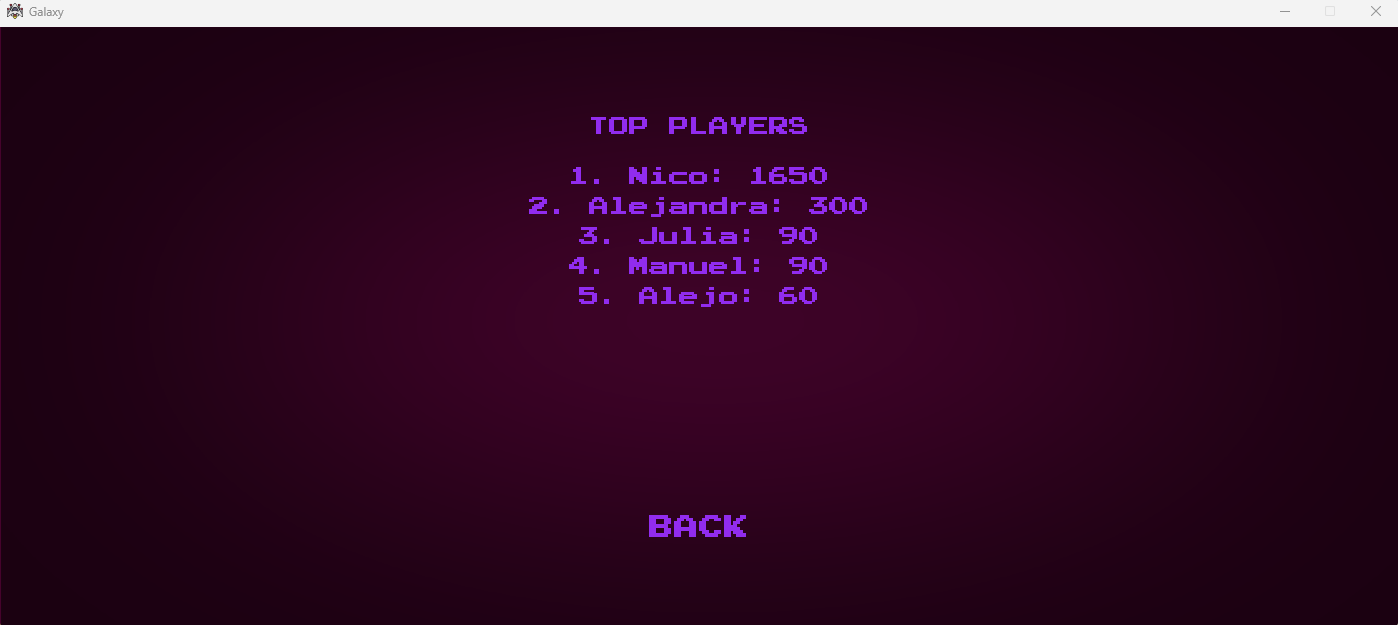 Galaxy
TOP PLAYERS
1. Nico: 1650
2. Alejandra: 300
3. Julia: 90
4. Manuel: 90
5. Alejo: 60
BACK